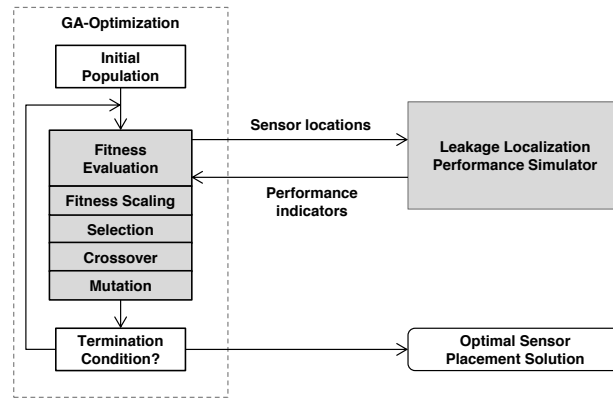 GA-Optimization
Initial
Population
Fitness
Evaluation
Fitness Scaling
Selection
Crossover
Mutation
Termination
Condition?
Sensor locations
Performance
indicators
Leakage Localization
Performance Simulator
Optimal Sensor
Placement Solution